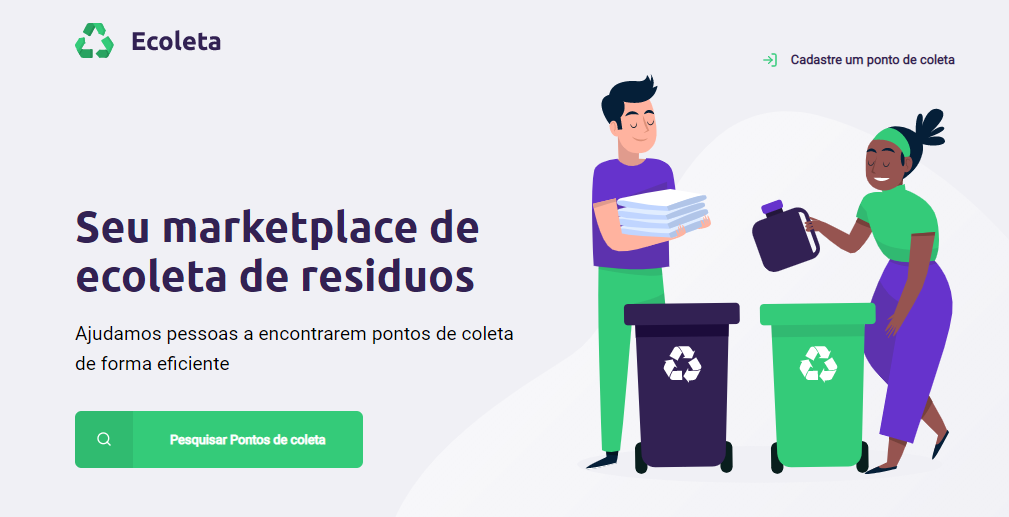 Ecoleta
Cadastre um ponto de coleta
Seu marketplace de
ecoleta de residuos
Ajudamos pessoas a encontrarem pontos de coleta
de forma eficiente
Pesquisar Pontos de coleta